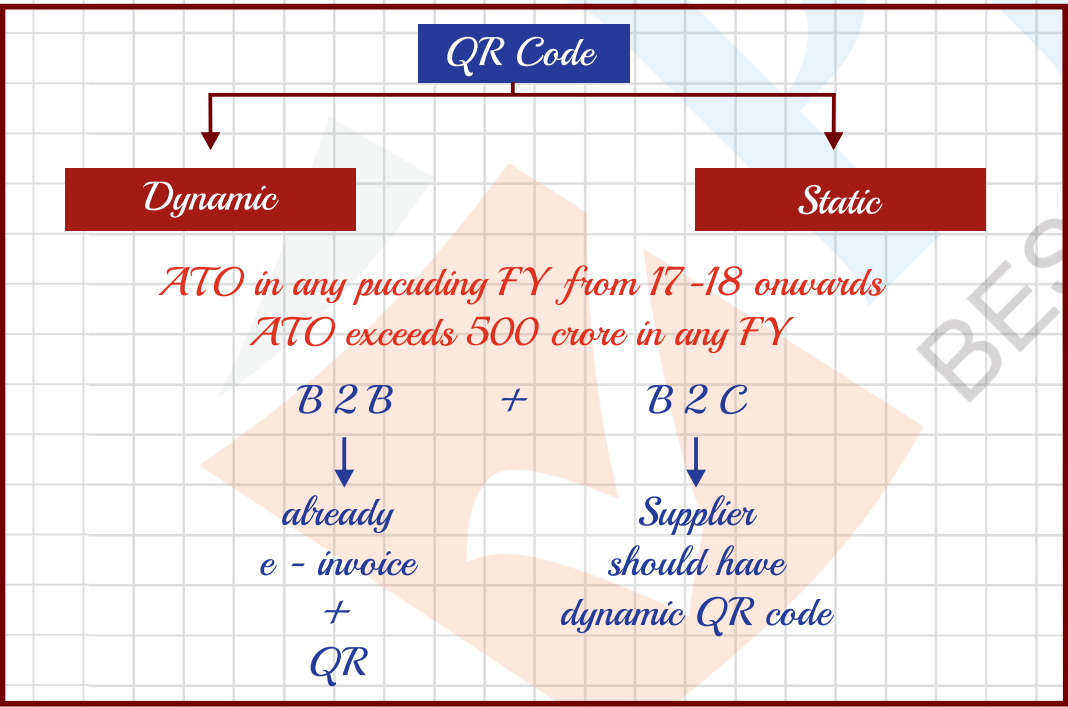 QR Code
Dynamic
Static
ATO in any pucuding FY from 17-18 onwards
ATO exceeds 500 crore in any FY
B 2 B + B 2 C
already
e - invoice
+
QR
Supplier
should have
dynamic QR code
BES